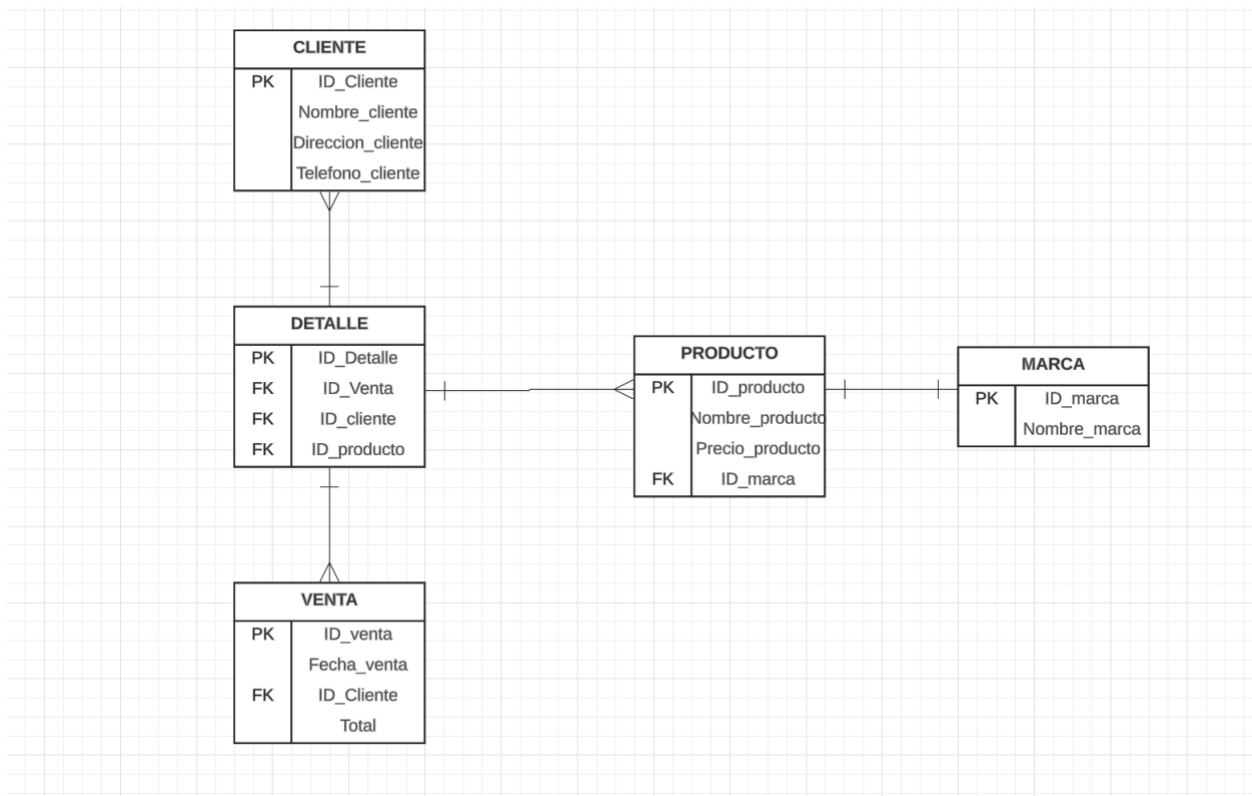 CLIENTE
PK ID_Cliente
Nombre_cliente
Direccion_cliente
Telefono_cliente
DETALLE
PK ID_Detalle
FK ID_Venta
FK ID_cliente
FK ID_producto
PRODUCTO
PK ID_producto
Nombre_producto
Precio_producto
FK ID_marca
MARCA
PK ID_marca
Nombre_marca
VENTA
PK ID_venta
Fecha_venta
FK ID_Cliente
Total